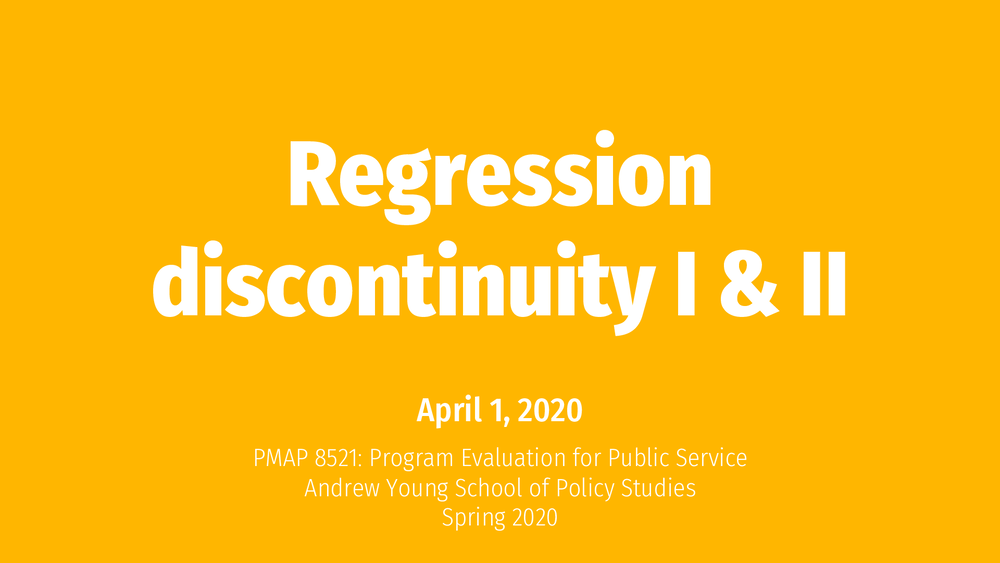 Regression
discontinuity I & II
April 1, 2020
PMAP 8521: Program Evaluation for Public Service
Andrew Young School of Policy Studies
Spring 2020